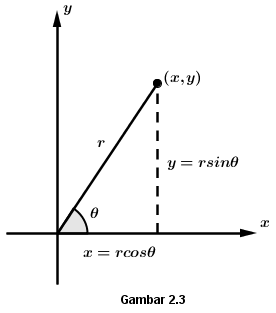 y
(x, y)
r
y = rsinθ
θ
x
x = rcosθ
Gambar 2.3